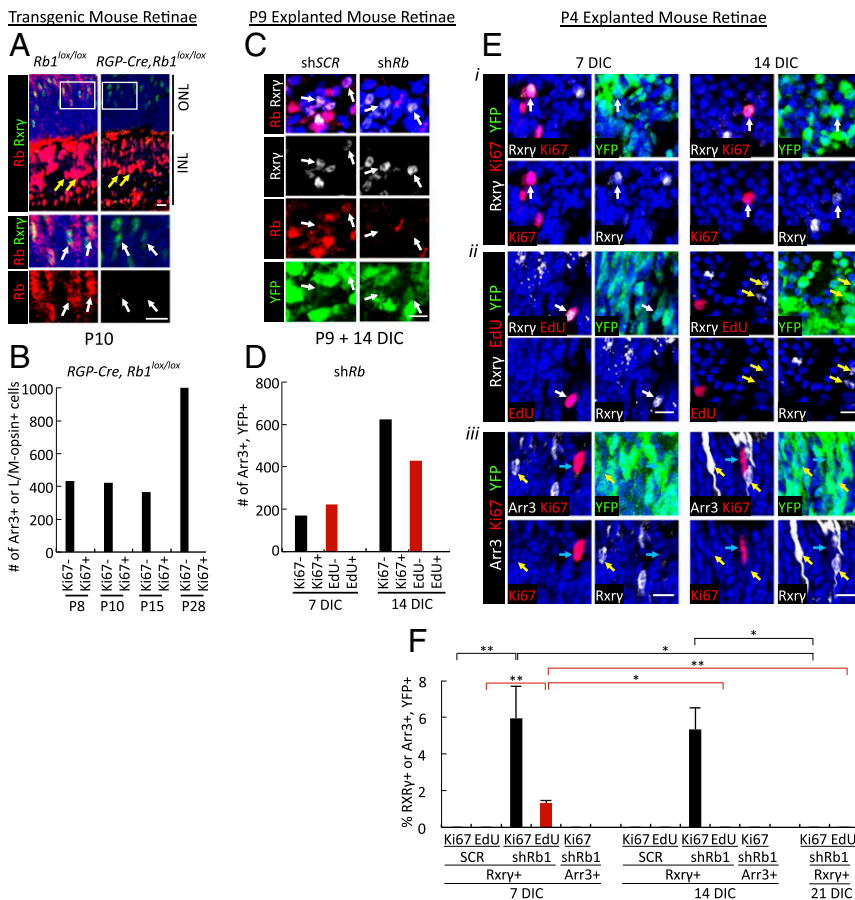 Transgenic Mouse Retinae
P9 Explanted Mouse Retinae
P4 Explanted Mouse Retinae
A
Rb1lox/lox
RGP-Cre,Rb1lox/lox
Rb Rxrγ
ONL
INL
Rb Rxrγ
Rb
P10
B
RGP-Cre, Rb1lox/lox
# of Arr3+ or L/M-opsin+ cells
1000
800
600
400
200
0
Ki67- Ki67+ Ki67- Ki67+ Ki67- Ki67+ Ki67- Ki67+
P8 P10 P15 P28
C
shSCR
shRb
Rb Rxrγ
Rxrγ
Rb
YFP
P9 + 14 DIC
D
shRb
# of Arr3+, YFP+
800
600
400
200
0
Ki67- Ki67+ EdU- EdU+ Ki67- Ki67+ EdU- EdU+
7 DIC 14 DIC
E
7 DIC
14 DIC
i
Rxrγ Ki67 YFP
Rxrγ Ki67
YFP
Rxrγ Ki67
YFP
Ki67
Rxrγ
Ki67
Rxrγ
ii
Rxrγ EdU YFP
Rxrγ EdU
YFP
Rxrγ EdU
YFP
EdU
Rxrγ
EdU
Rxrγ
iii
Arr3 Ki67 YFP
Arr3 Ki67
YFP
Arr3 Ki67
YFP
Ki67
Rxrγ
Ki67
Rxrγ
F
% RXRγ+ or Arr3+, YFP+
** * * ** ** *
8
6
4
2
0
Ki67 EdU Ki67 EdU Ki67 Ki67 EdU Ki67 EdU Ki67 Ki67 EdU
SCR shRb1 shRb1 SCR shRb1 shRb1 shRb1
Rxrγ+ Arr3+ Rxrγ+ Arr3+ Rxrγ+
7 DIC 14 DIC 21 DIC